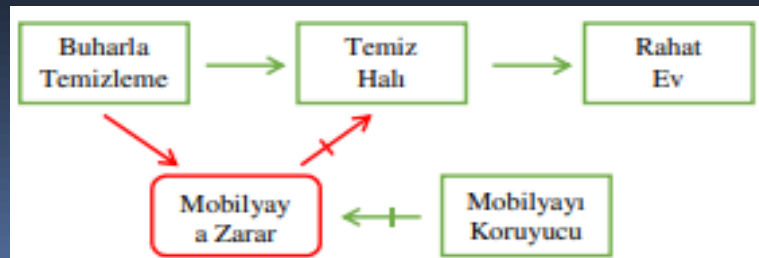 Buharla
Temizleme
Temiz
Halı
Rahat
Ev
Mobilyay
a Zarar
Mobilyayı
Koruyucu